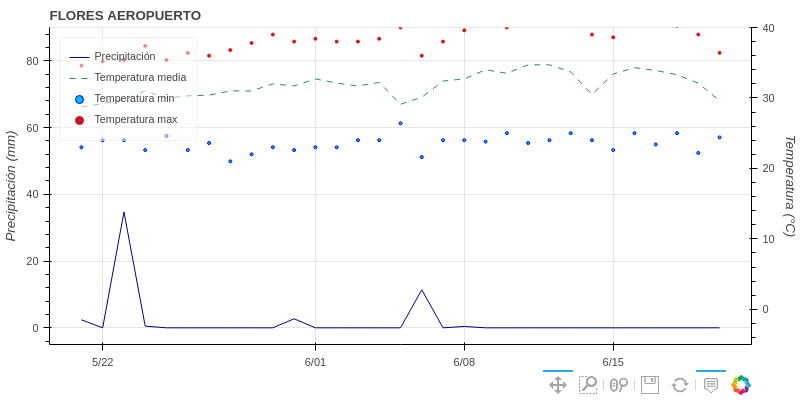 FLORES AEROPUERTO
Precipitación
Temperatura media
Temperatura min
Temperatura max
Precipitación (mm)
80
60
40
20
0
40
30
20
10
0
Temperatura (°C)
5/22
6/01
6/08
6/15